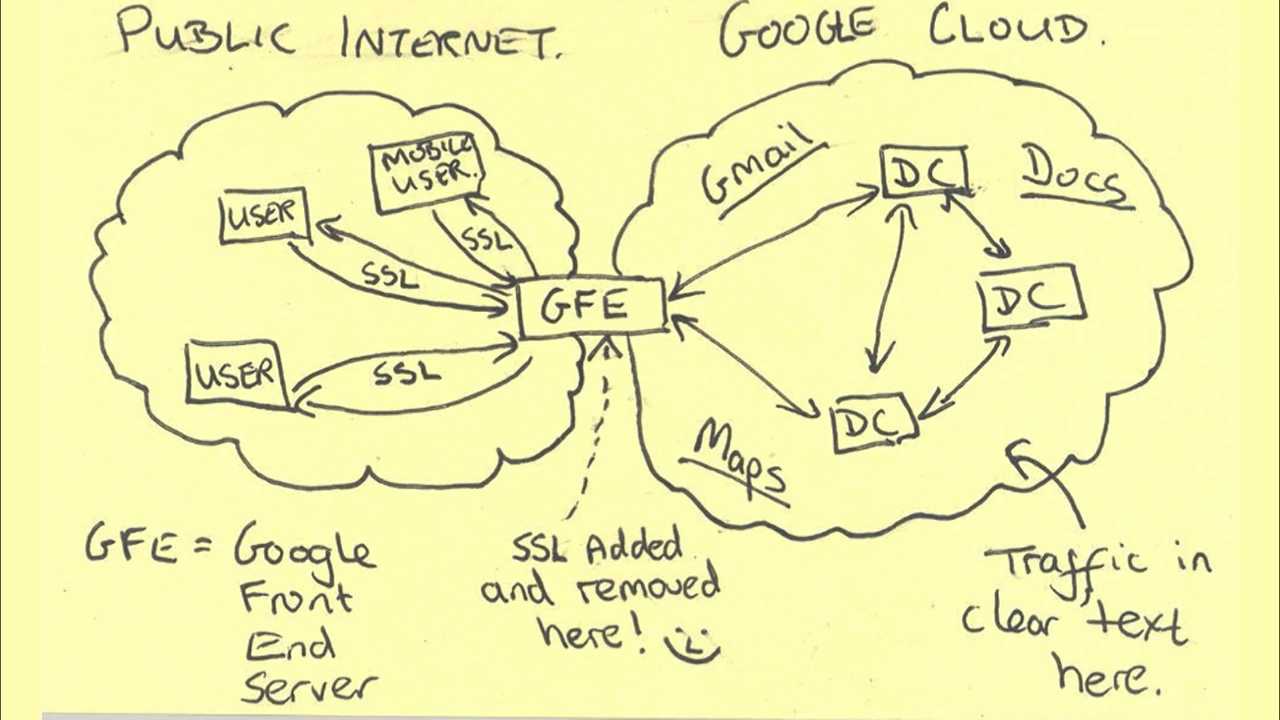 PUBLIC INTERNET.
GOOGLE CLOUD.
MOBILE
USER.
USER
SSL
SSL
GFE
USER
SSL
Gmail
DC
Docs
DC
DC
Maps
GFE = Google
Front
End
Server
SSL Added
and removed
here!
Traffic in
clear text
here.